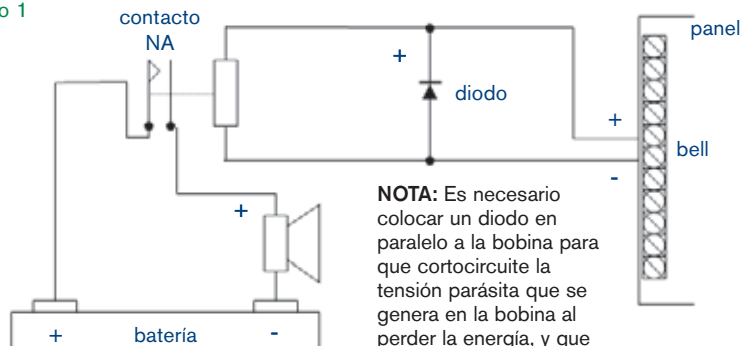 o 1
contacto
NA
panel
+
diodo
+
bell
-
+
NOTA: Es necesario
colocar un diodo en
paralelo a la bobina para
que cortocircuite la
tensión parásita que se
genera en la bobina al
perder la energía, y que
+ batería -